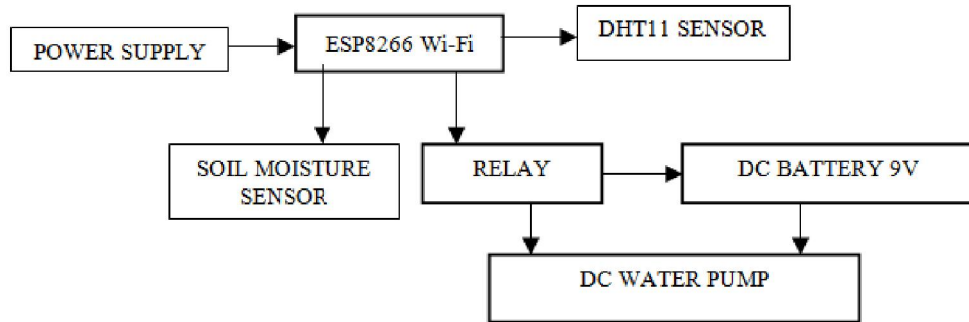 POWER SUPPLY
ESP8266 Wi-Fi
DHT11 SENSOR
SOIL MOISTURE
SENSOR
RELAY
DC BATTERY 9V
DC WATER PUMP